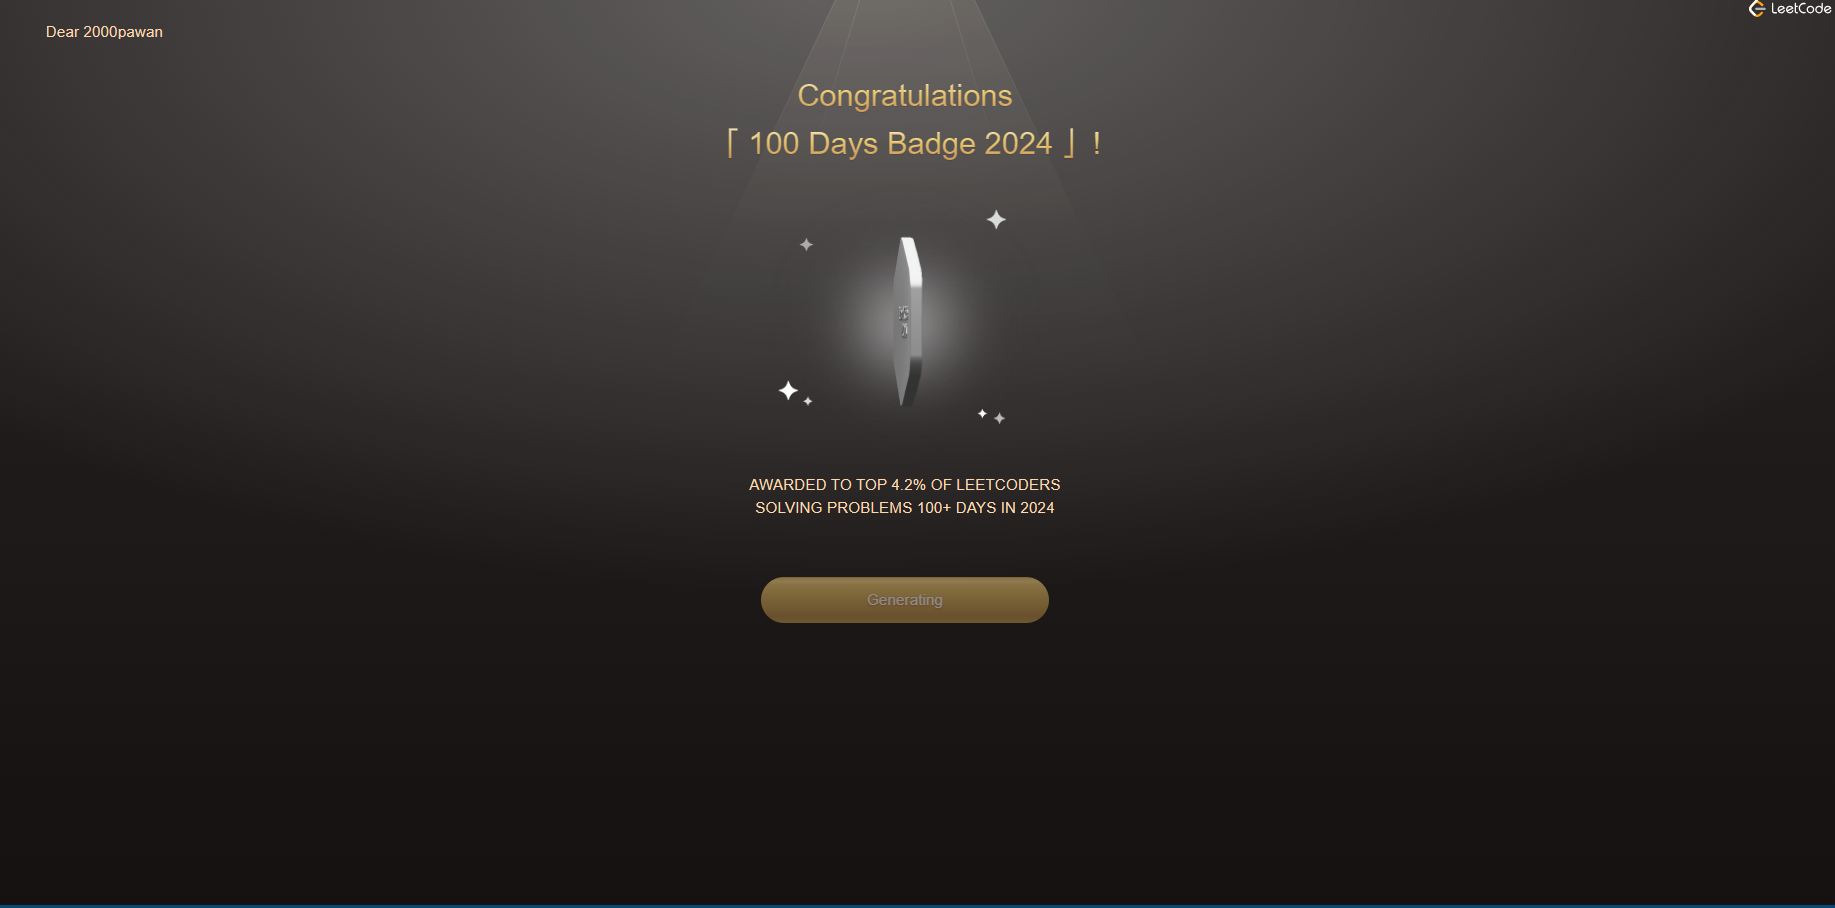 LeetCode
Dear 2000pawan
Congratulations
「 100 Days Badge 2024 」 !
AWARDED TO TOP 4.2% OF LEETCODERS
SOLVING PROBLEMS 100+ DAYS IN 2024
Generating